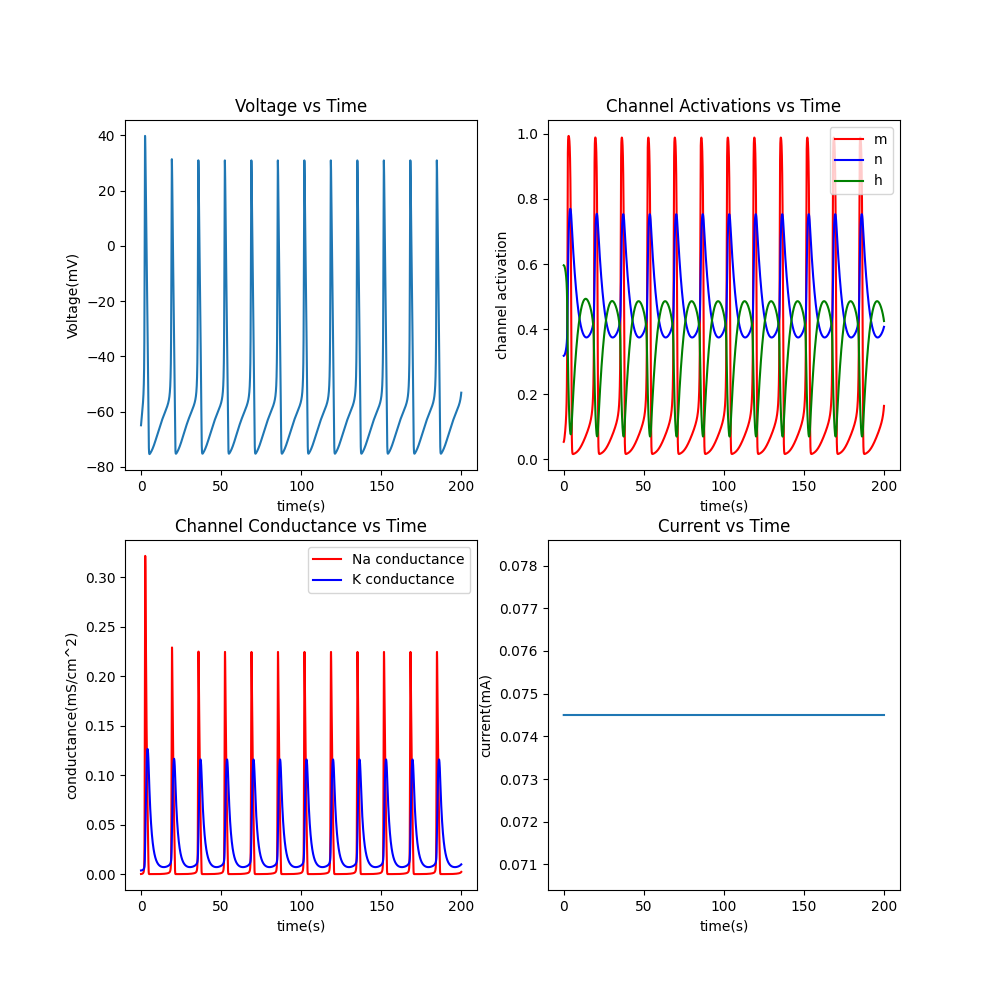 Voltage vs Time
Voltage(mV)
40
20
0
−20
−40
−60
−80
0 50 100 150 200
time(s)
Channel Activations vs Time
channel activation
1.0
0.8
0.6
0.4
0.2
0.0
m
n
h
0 50 100 150 200
time(s)
Channel Conductance vs Time
conductance(mS/cm^2)
0.30
0.25
0.20
0.15
0.10
0.05
0.00
Na conductance
K conductance
0 50 100 150 200
time(s)
Current vs Time
current(mA)
0.078
0.077
0.076
0.075
0.074
0.073
0.072
0.071
0 50 100 150 200
time(s)